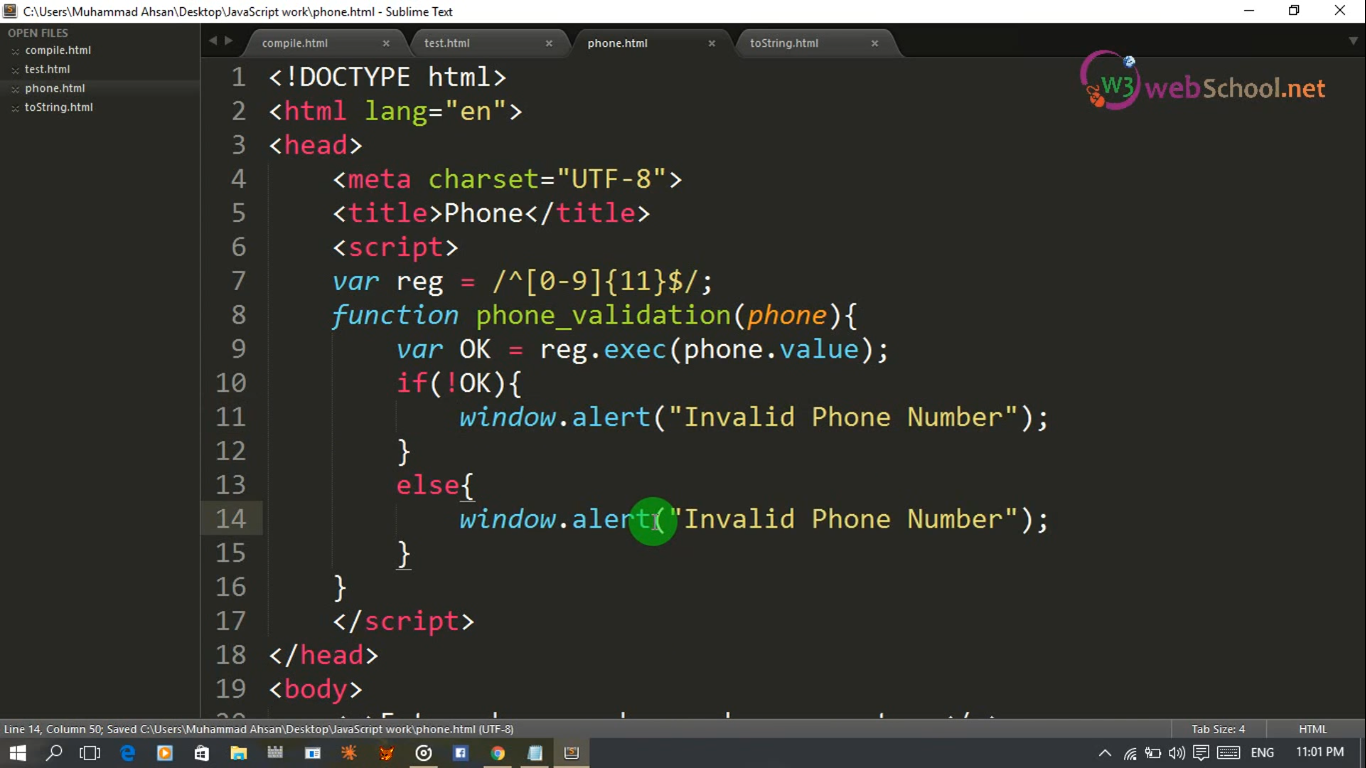 C:\Users\Muhammad Ahsan\Desktop\JavaScript work\phone.html - Sublime Text
OPEN FILES
compile.html
test.html
phone.html
toString.html
compile.html test.html phone.html toString.html
W3 webSchool.net
1 <!DOCTYPE html>
2 <html lang="en">
3 <head>
4 <meta charset="UTF-8">
5 <title>Phone</title>
6 <script>
7 var reg = /^[0-9]{11}$/;
8 function phone_validation(phone){
9 var OK = reg.exec(phone.value);
10 if(!OK){
11 window.alert("Invalid Phone Number");
12 }
13 else{
14 window.alert("Invalid Phone Number");
15 }
16 }
17 </script>
18 </head>
19 <body>
Line 14, Column 50; Saved C:\Users\Muhammad Ahsan\Desktop\JavaScript work\phone.html (UTF-8) Tab Size: 4 HTML
ENG 11:01 PM